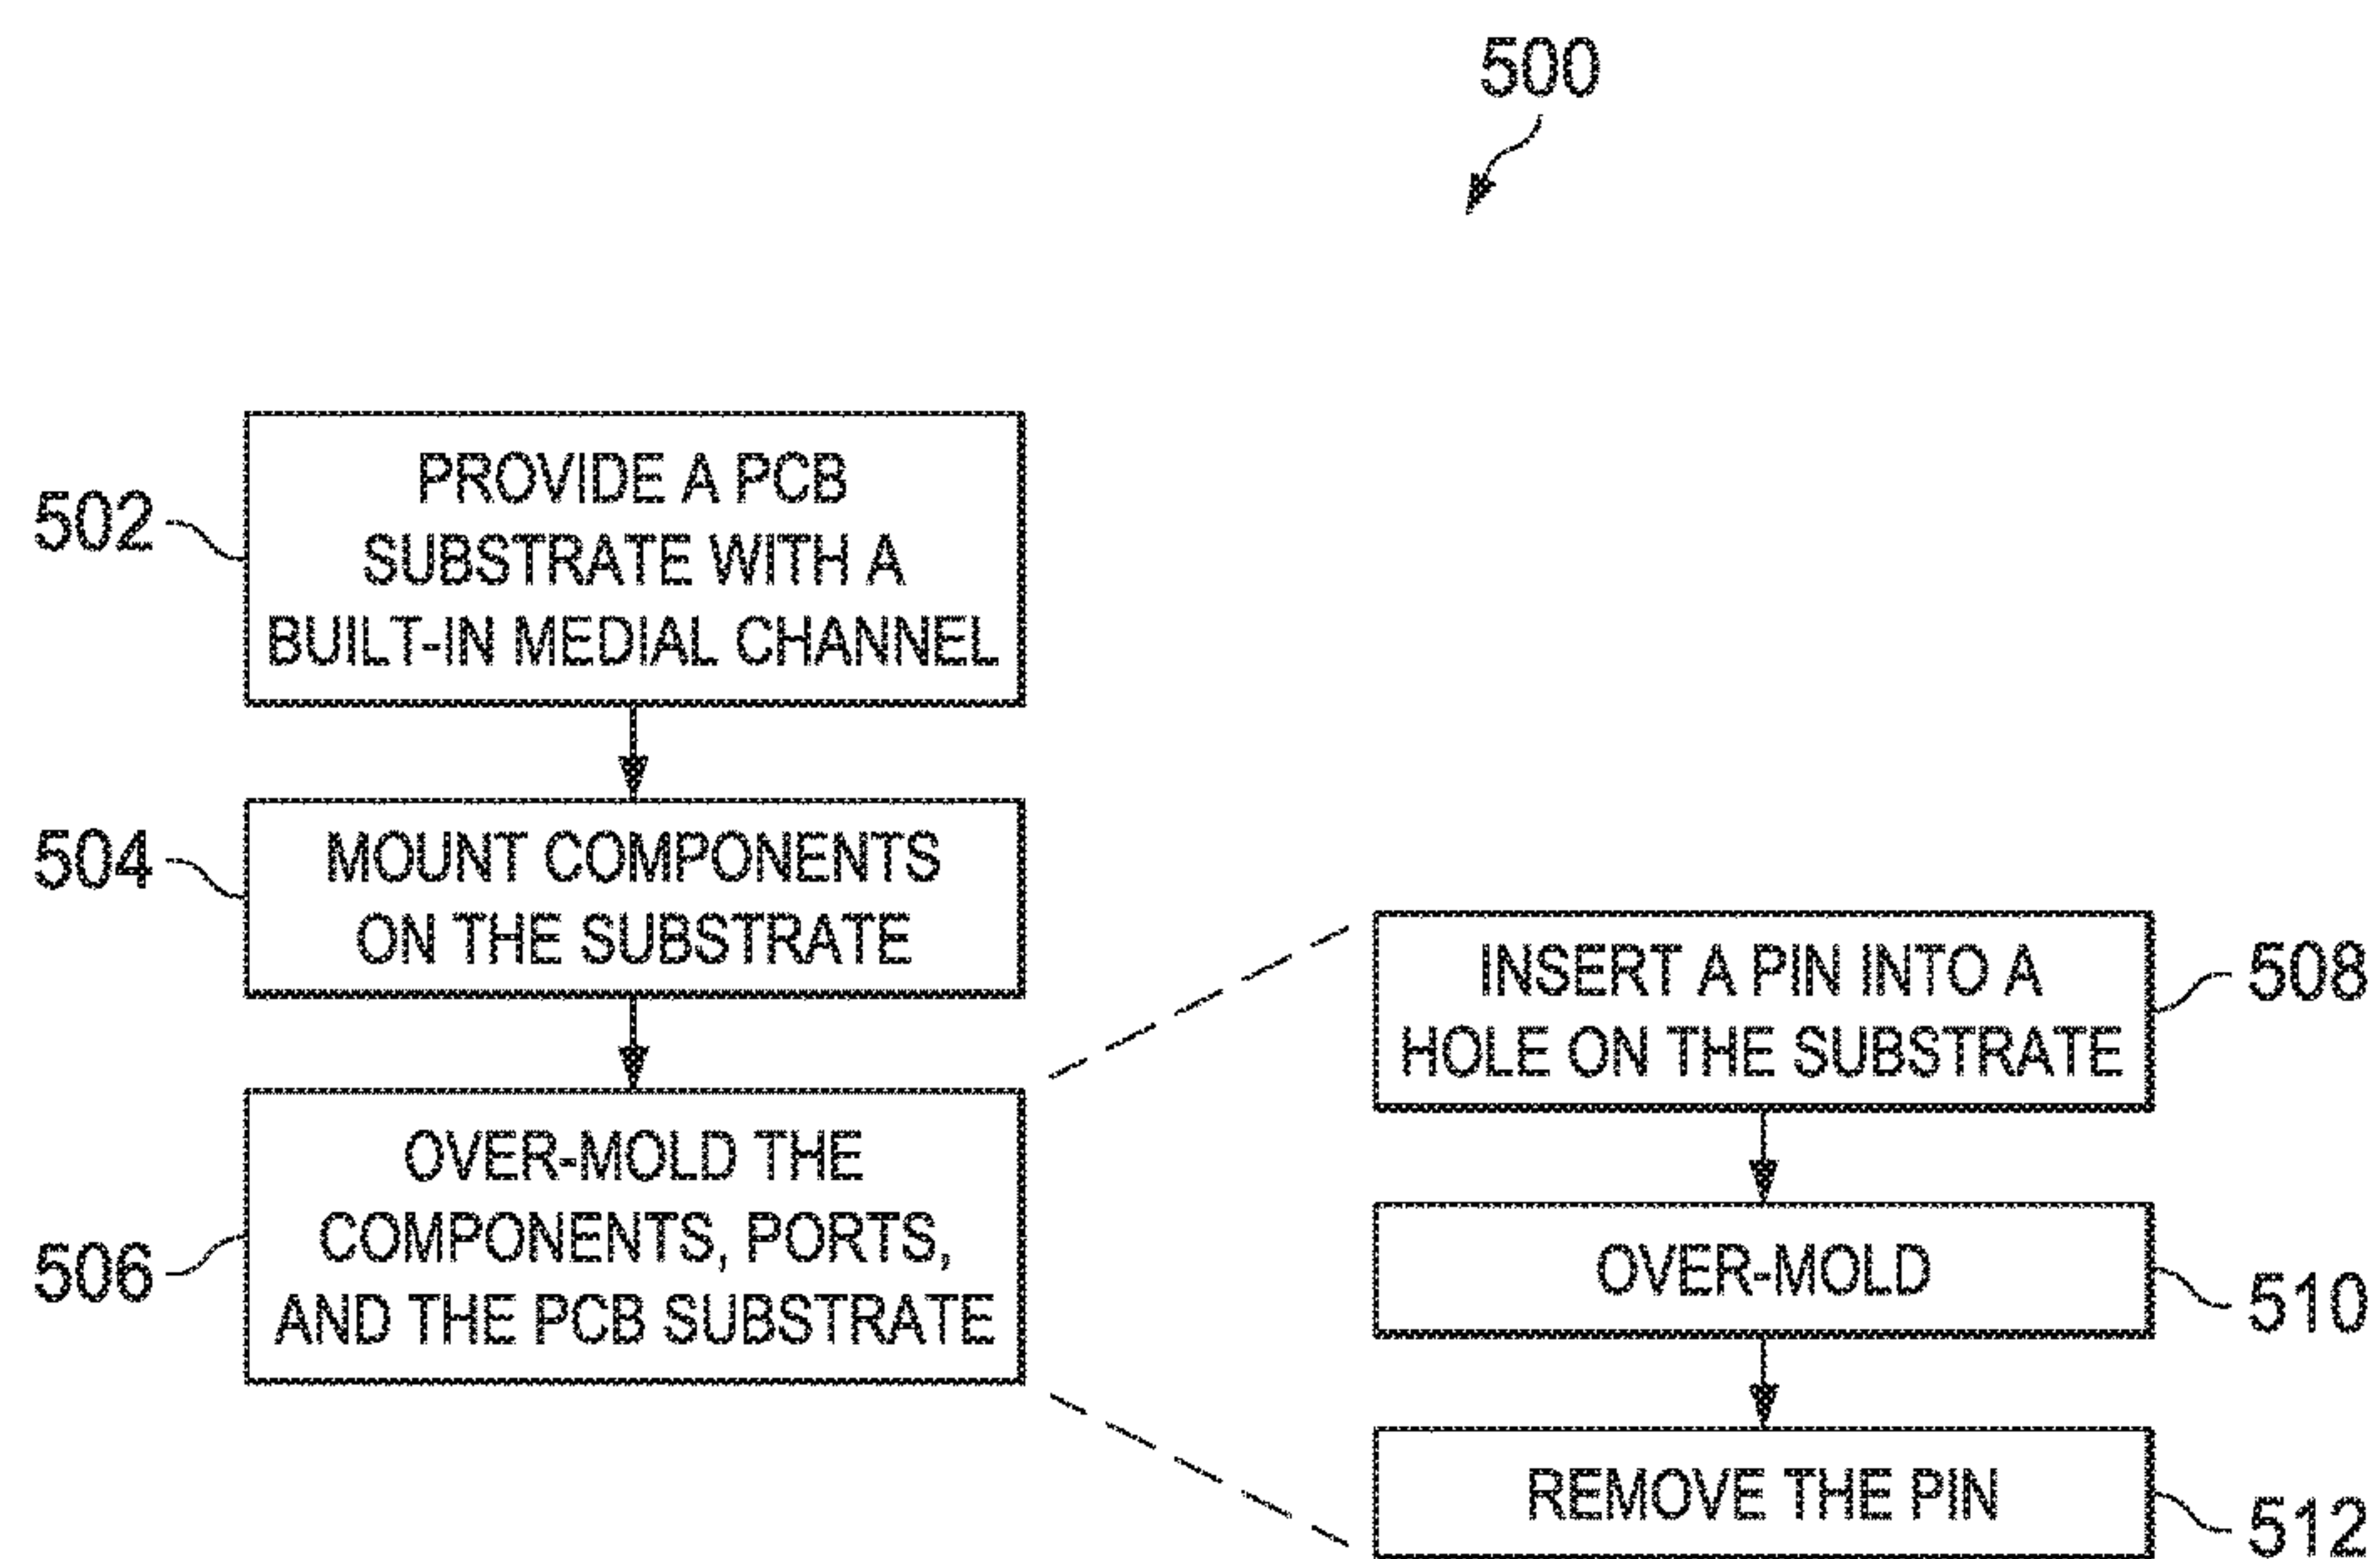 500
502
PROVIDE A PCB
SUBSTRATE WITH A
BUILT-IN MEDIAL CHANNEL
504
MOUNT COMPONENTS
ON THE SUBSTRATE
506
OVER-MOLD THE
COMPONENTS, PORTS,
AND THE PCB SUBSTRATE
INSERT A PIN INTO A
HOLE ON THE SUBSTRATE
508
OVER-MOLD
510
REMOVE THE PIN
512